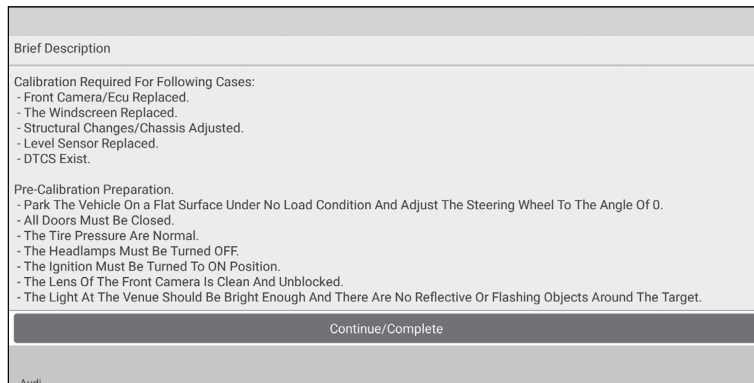 Brief Description
Calibration Required For Following Cases:
- Front Camera/Ecu Replaced.
- The Windscreen Replaced.
- Structural Changes/Chassis Adjusted.
- Level Sensor Replaced.
- DTCS Exist.
Pre-Calibration Preparation.
- Park The Vehicle On a Flat Surface Under No Load Condition And Adjust The Steering Wheel To The Angle Of 0.
- All Doors Must Be Closed.
- The Tire Pressure Are Normal.
- The Headlamps Must Be Turned OFF.
- The Ignition Must Be Turned To ON Position.
- The Lens Of The Front Camera Is Clean And Unblocked.
- The Light At The Venue Should Be Bright Enough And There Are No Reflective Or Flashing Objects Around The Target.
Continue/Complete
Audi